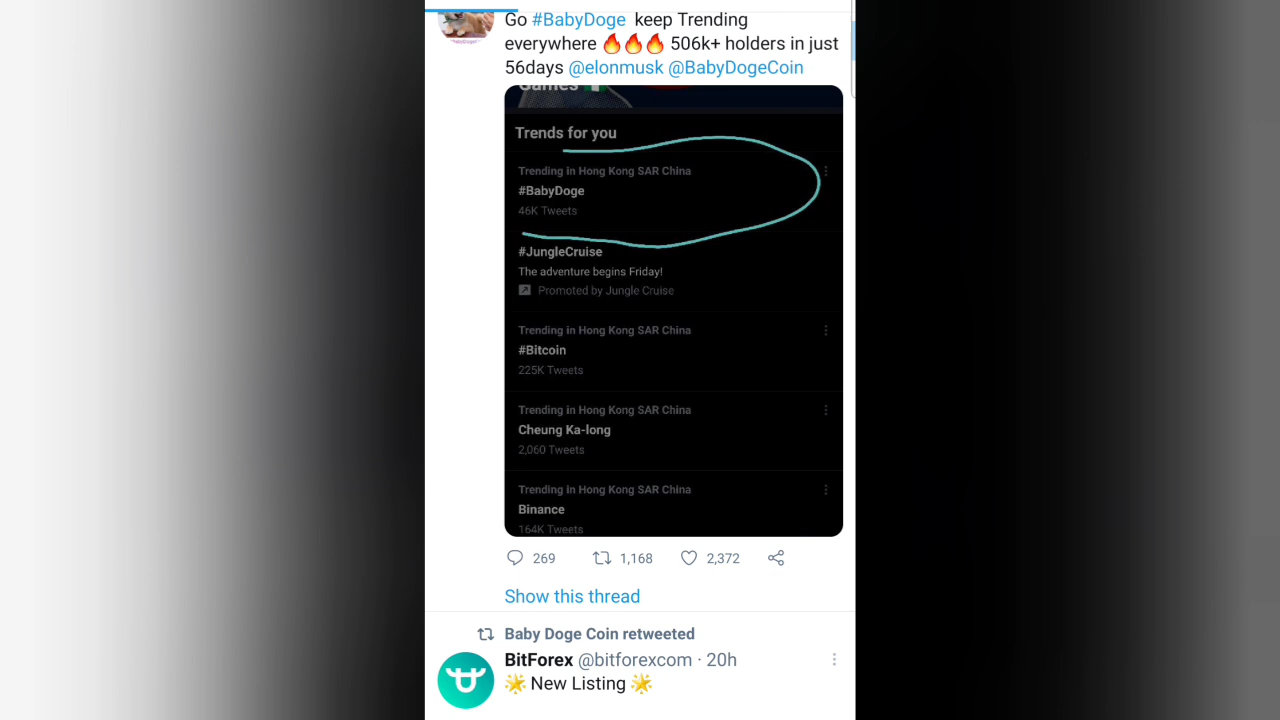 Go #BabyDoge keep Trending
everywhere 🔥🔥🔥 506k+ holders in just
56days @elonmusk @BabyDogeCoin
Games
Trends for you
Trending in Hong Kong SAR China
#BabyDoge
46K Tweets
#JungleCruise
The adventure begins Friday!
Promoted by Jungle Cruise
Trending in Hong Kong SAR China
#Bitcoin
225K Tweets
Trending in Hong Kong SAR China
Cheung Ka-long
2,060 Tweets
Trending in Hong Kong SAR China
Binance
164K Tweets
269 1,168 2,372
Show this thread
Baby Doge Coin retweeted
BitForex @bitforexcom · 20h
🌟 New Listing 🌟